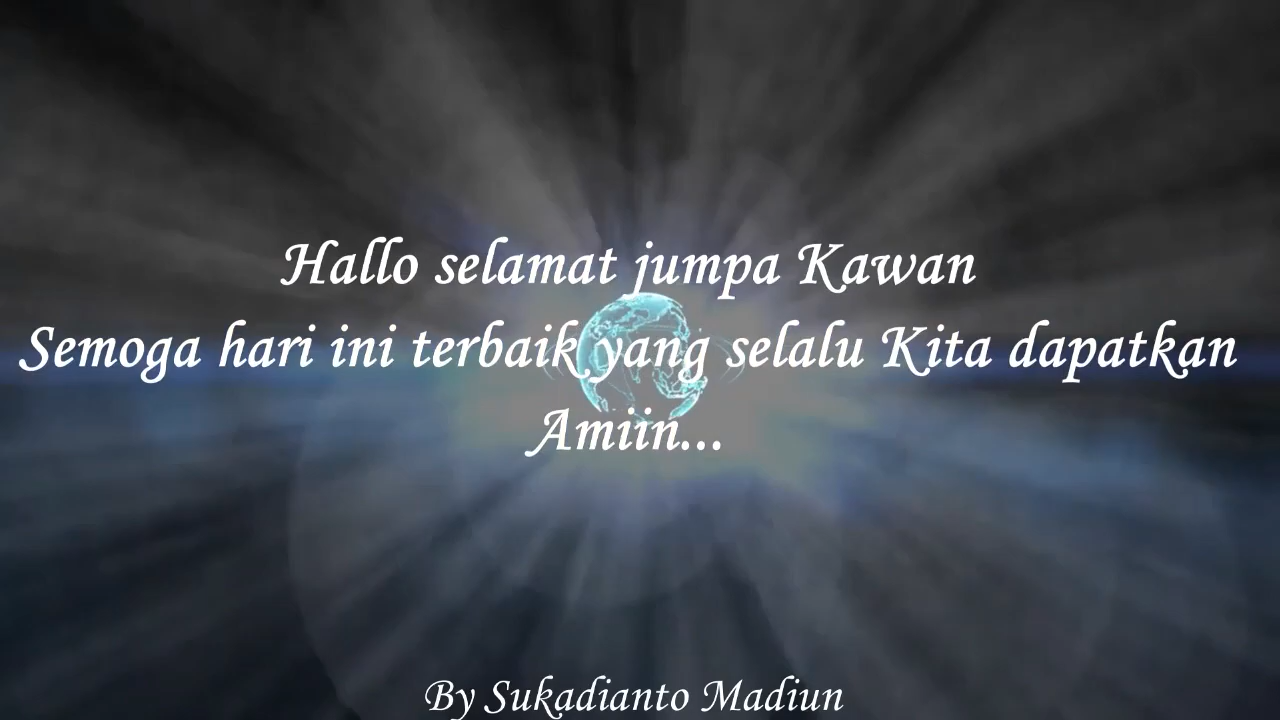 Hallo selamat jumpa Kawan
Semoga hari ini terbaik yang selalu Kita dapatkan
Amiin...
By Sukadianto Madiun